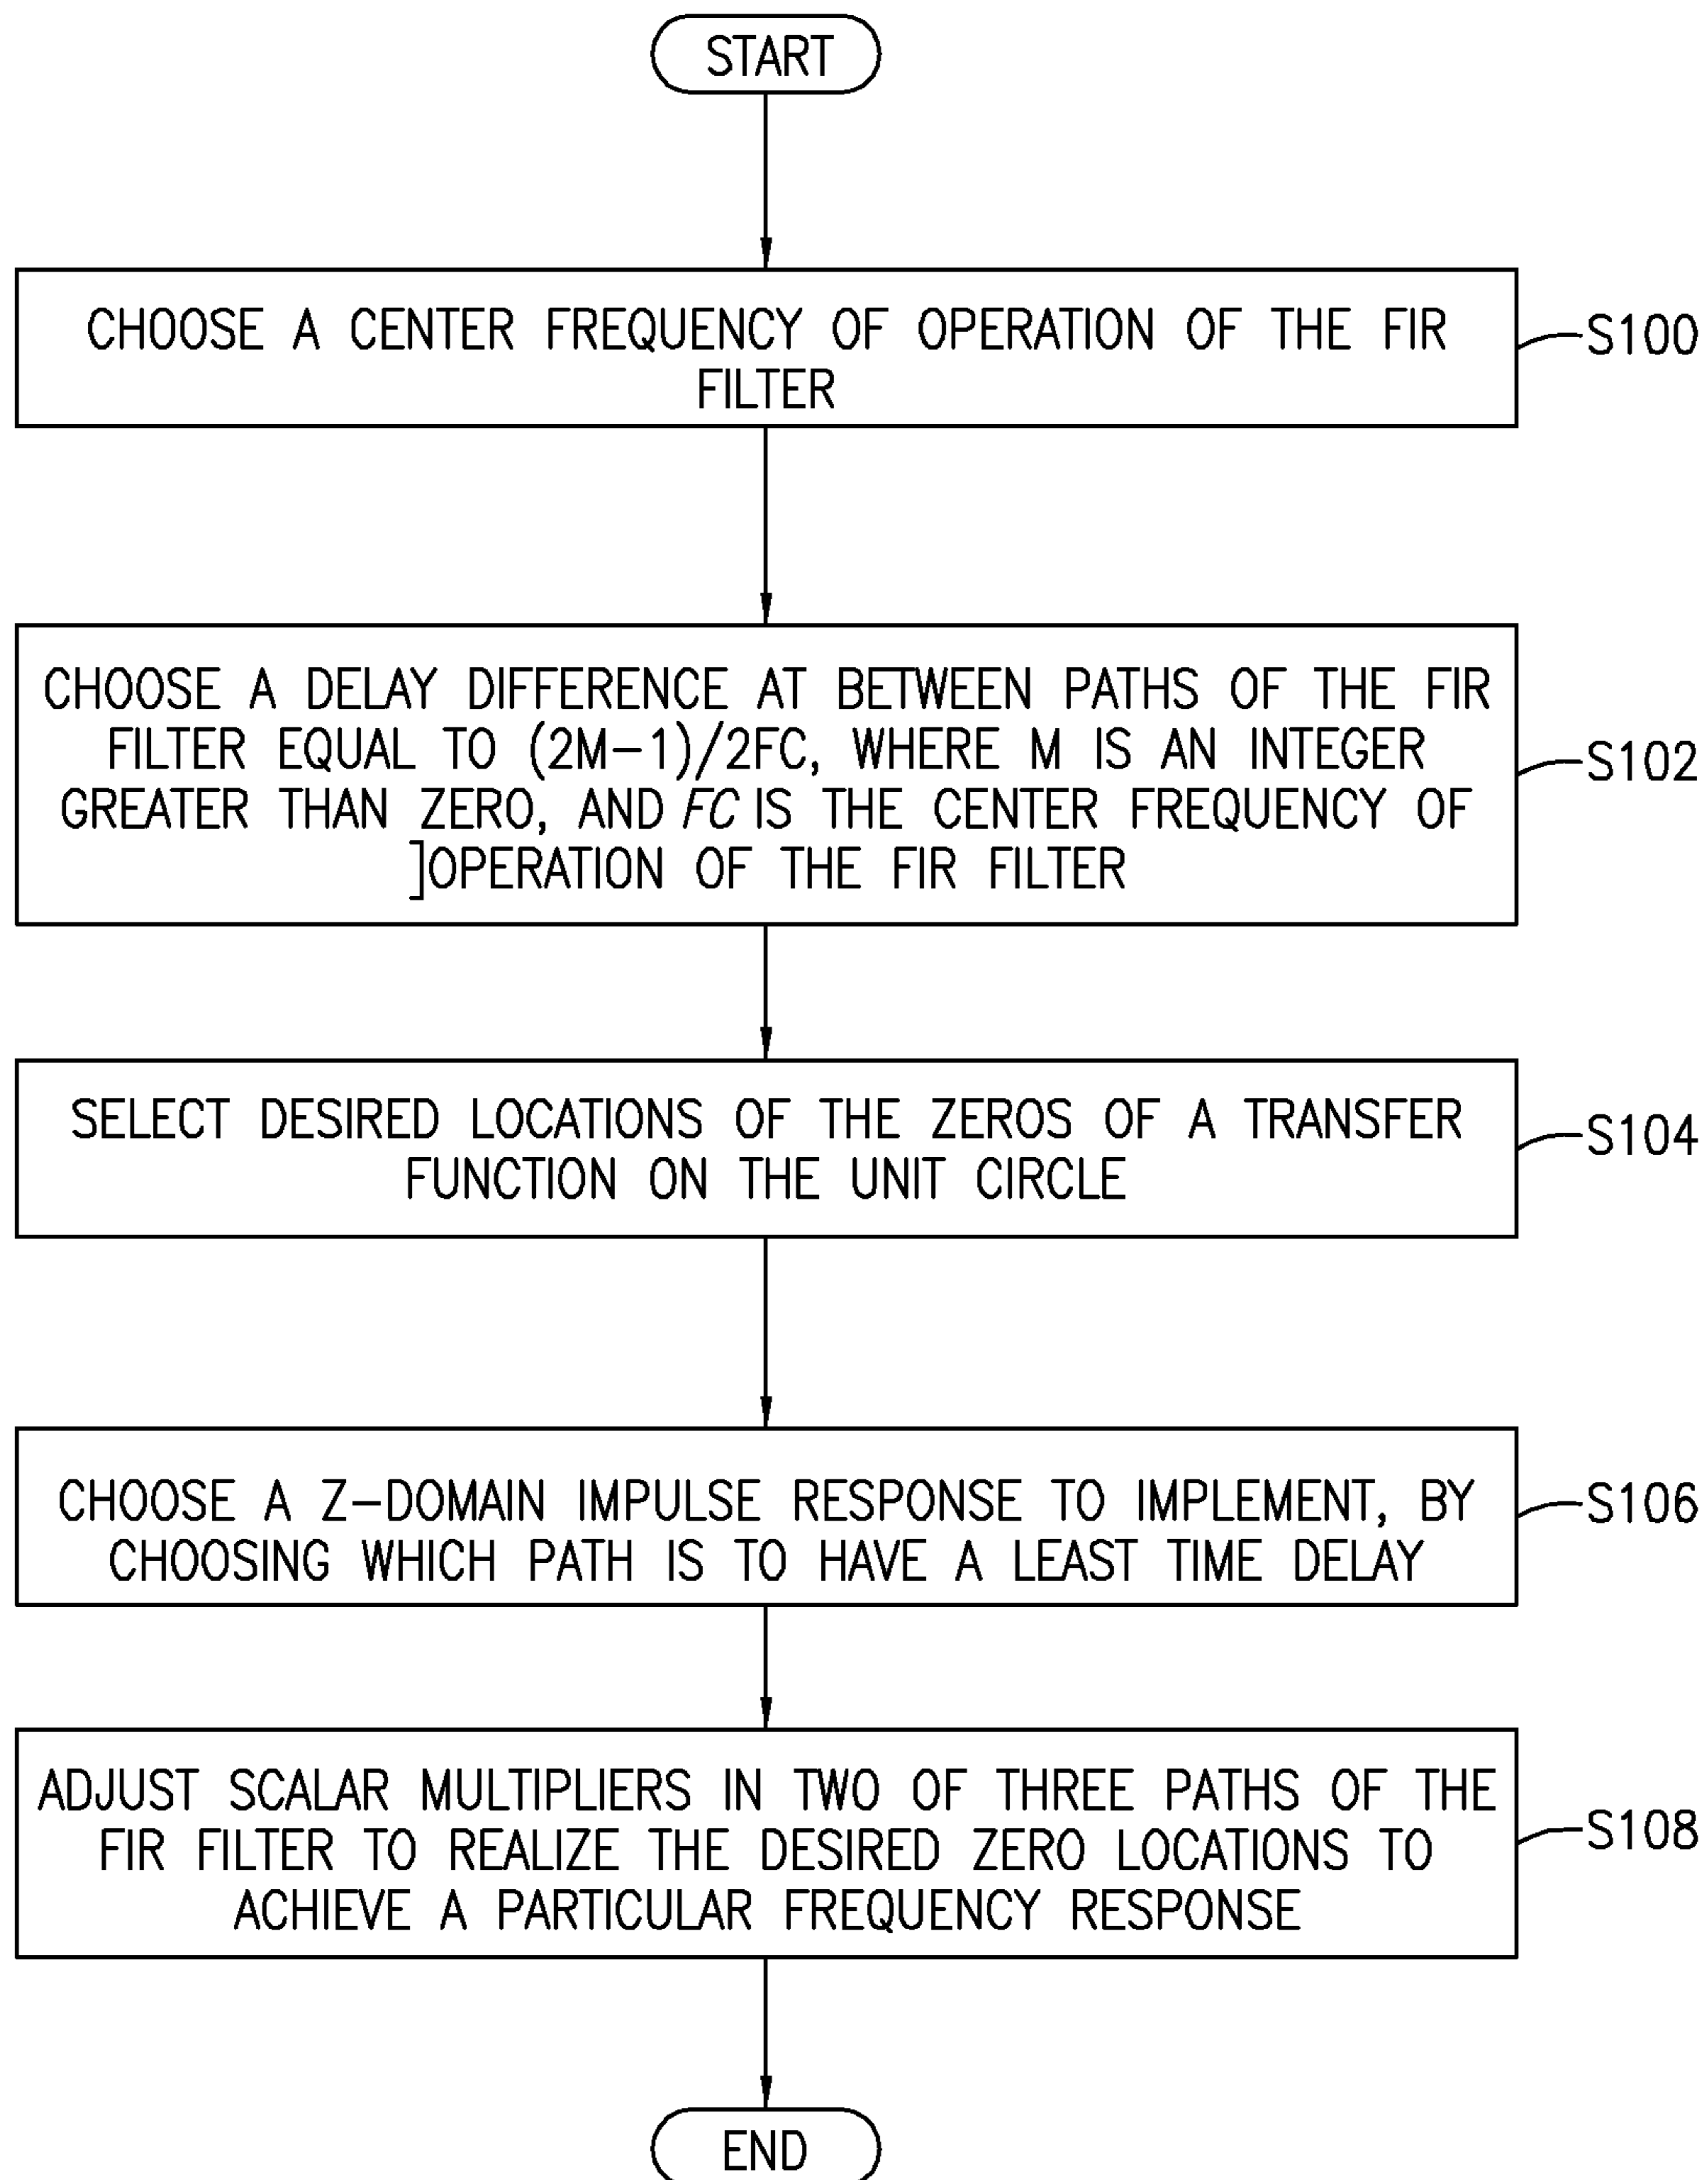 START
CHOOSE A CENTER FREQUENCY OF OPERATION OF THE FIR
FILTER
S100
CHOOSE A DELAY DIFFERENCE AT BETWEEN PATHS OF THE FIR
FILTER EQUAL TO (2M-1)/2FC, WHERE M IS AN INTEGER
GREATER THAN ZERO, AND FC IS THE CENTER FREQUENCY OF
]OPERATION OF THE FIR FILTER
S102
SELECT DESIRED LOCATIONS OF THE ZEROS OF A TRANSFER
FUNCTION ON THE UNIT CIRCLE
S104
CHOOSE A Z-DOMAIN IMPULSE RESPONSE TO IMPLEMENT, BY
CHOOSING WHICH PATH IS TO HAVE A LEAST TIME DELAY
S106
ADJUST SCALAR MULTIPLIERS IN TWO OF THREE PATHS OF THE
FIR FILTER TO REALIZE THE DESIRED ZERO LOCATIONS TO
ACHIEVE A PARTICULAR FREQUENCY RESPONSE
S108
END